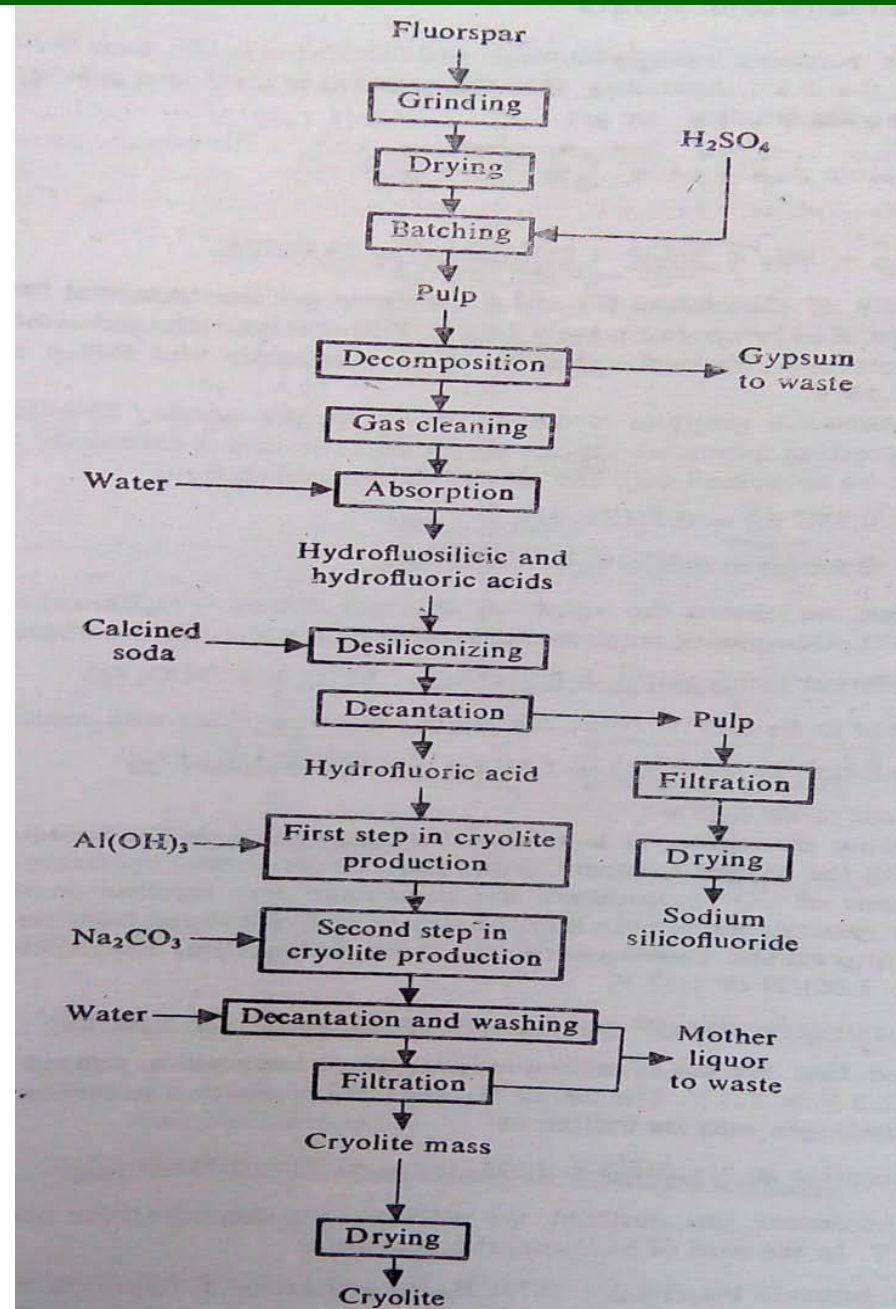 Fluorspar
Grinding
H₂SO₄
Drying
Batching
Pulp
Decomposition
Gypsum
to waste
Gas cleaning
Water
Absorption
Hydrofluosilicic and
hydrofluoric acids
Calcined
soda
Desiliconizing
Decantation
Pulp
Hydrofluoric acid
Filtration
Al(OH)₃
First step in cryolite
production
Drying
Sodium
silicofluoride
Na₂CO₃
Second step in
cryolite production
Water
Decantation and washing
Mother
liquor
to waste
Filtration
Cryolite mass
Drying
Cryolite